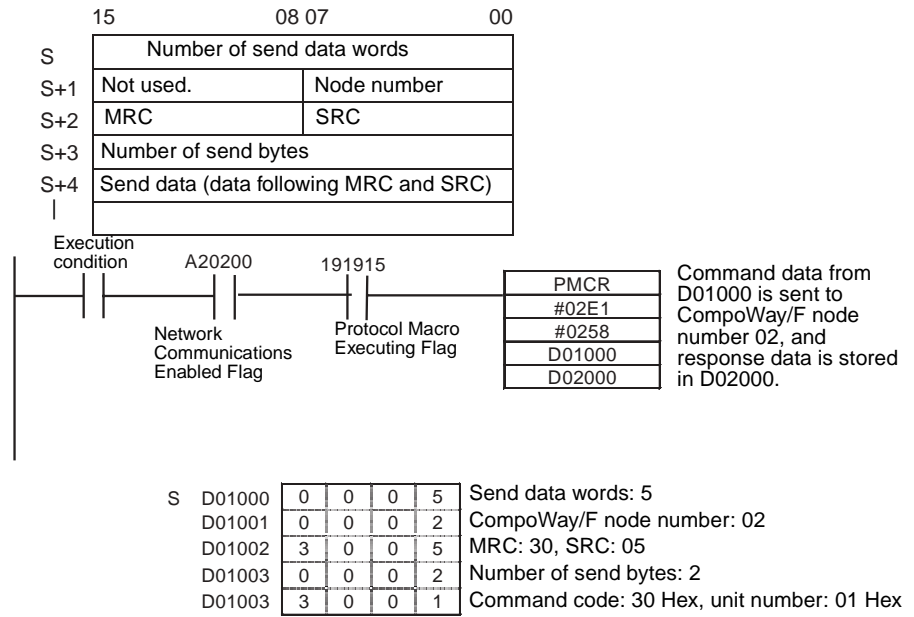 15 08 07 00
S Number of send data words
S+1 Not used. Node number
S+2 MRC SRC
S+3 Number of send bytes
S+4 Send data (data following MRC and SRC)
Execution
condition
A20200
191915
Network
Communications
Enabled Flag
Protocol Macro
Executing Flag
PMCR
#02E1
#0258
D01000
D02000
Command data from
D01000 is sent to
CompoWay/F node
number 02, and
response data is stored
in D02000.
S D01000 0 0 0 5 Send data words: 5
D01001 0 0 0 2 CompoWay/F node number: 02
D01002 3 0 0 5 MRC: 30, SRC: 05
D01003 0 0 0 2 Number of send bytes: 2
D01003 3 0 0 1 Command code: 30 Hex, unit number: 01 Hex